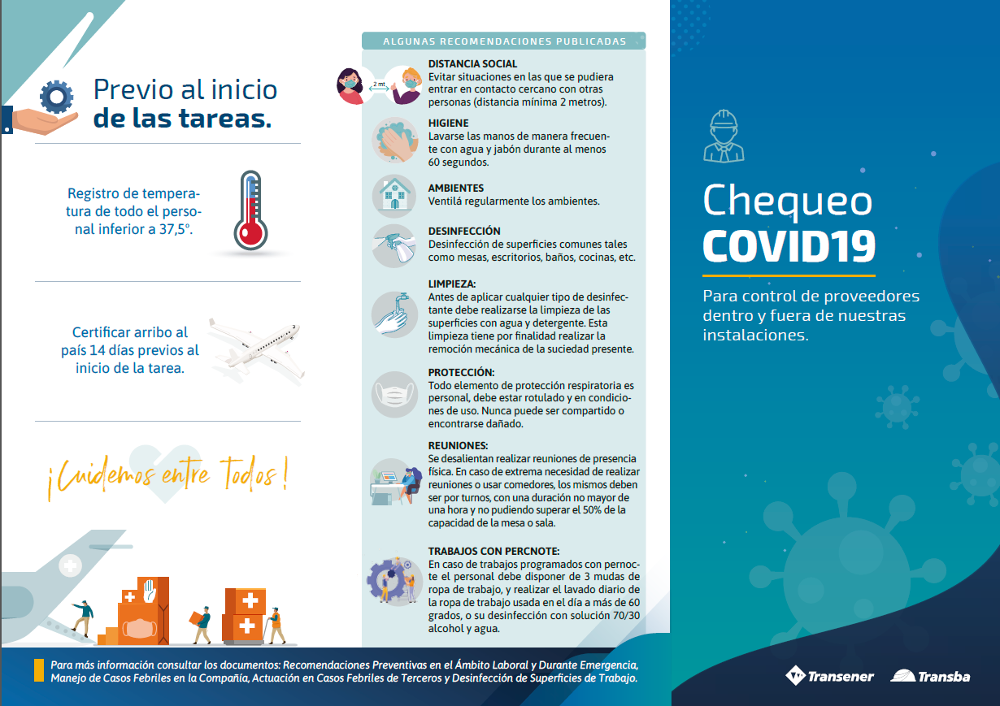 Previo al inicio
de las tareas.
Registro de tempera-
tura de todo el perso-
nal inferior a 37,5°.
Certificar arribo al
país 14 días previos al
inicio de la tarea.
¡Cuidemos entre Todos!
ALGUNAS RECOMENDACIONES PUBLICADAS
2 mt
DISTANCIA SOCIAL
Evitar situaciones en las que se pudiera
entrar en contacto cercano con otras
personas (distancia mínima 2 metros).
HIGIENE
Lavarse las manos de manera frecuen-
te con agua y jabón durante al menos
60 segundos.
AMBIENTES
Ventilá regularmente los ambientes.
DESINFECCIÓN
Desinfección de superficies comunes tales
como mesas, escritorios, baños, cocinas, etc.
LIMPIEZA:
Antes de aplicar cualquier tipo de desinfec-
tante debe realizarse la limpieza de las
superficies con agua y detergente. Esta
limpieza tiene por finalidad realizar la
remoción mecánica de la suciedad presente.
PROTECCIÓN:
Todo elemento de protección respiratoria es
personal, debe estar rotulado y en condicio-
nes de uso. Nunca puede ser compartido o
encontrarse dañado.
REUNIONES:
Se desalientan realizar reuniones de presencia
física. En caso de extrema necesidad de realizar
reuniones o usar comedores, los mismos deben
ser por turnos, con una duración no mayor de
una hora y no pudiendo superar el 50% de la
capacidad de la mesa o sala.
TRABAJOS CON PERCNOTE:
En caso de trabajos programados con pernoc-
te el personal debe disponer de 3 mudas de
ropa de trabajo, y realizar el lavado diario de
la ropa de trabajo usada en el día a más de 60
grados, o su desinfección con solución 70/30
alcohol y agua.
Para más información consultar los documentos: Recomendaciones Preventivas en el Ámbito Laboral y Durante Emergencia,
Manejo de Casos Febriles en la Compañía, Actuación en Casos Febriles de Terceros y Desinfección de Superficies de Trabajo.
Chequeo
COVID19
Para control de proveedores
dentro y fuera de nuestras
instalaciones.
Transener
Transba